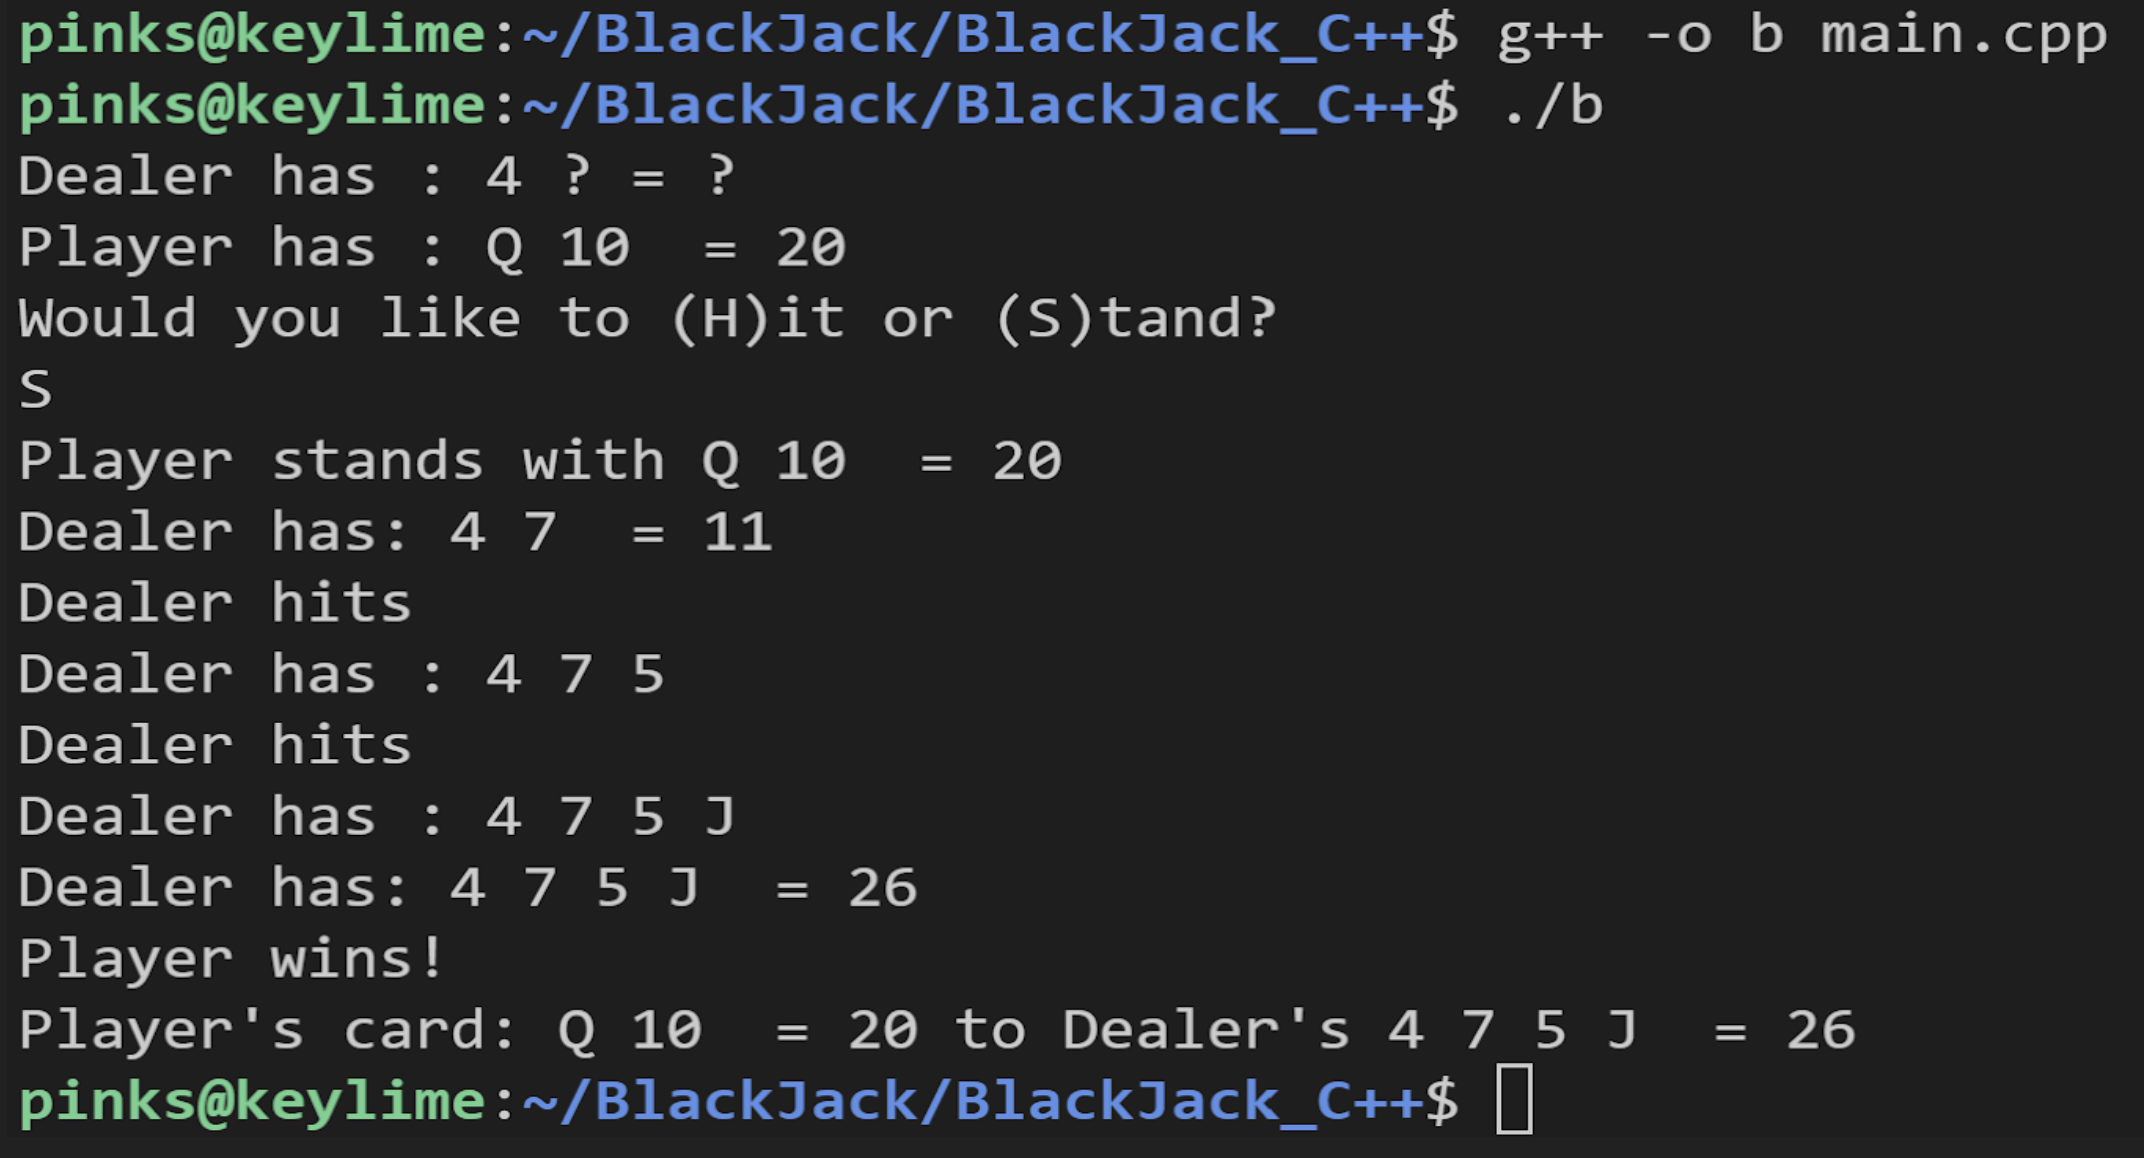 pinks@keylime:~/BlackJack/BlackJack_C++$ g++ -o b main.cpp
pinks@keylime:~/BlackJack/BlackJack_C++$ ./b
Dealer has : 4 ? = ?
Player has : Q 10  = 20
Would you like to (H)it or (S)tand?
S
Player stands with Q 10  = 20
Dealer has: 4 7  = 11
Dealer hits
Dealer has : 4 7 5
Dealer hits
Dealer has : 4 7 5 J
Dealer has: 4 7 5 J  = 26
Player wins!
Player's card: Q 10  = 20 to Dealer's 4 7 5 J  = 26
pinks@keylime:~/BlackJack/BlackJack_C++$